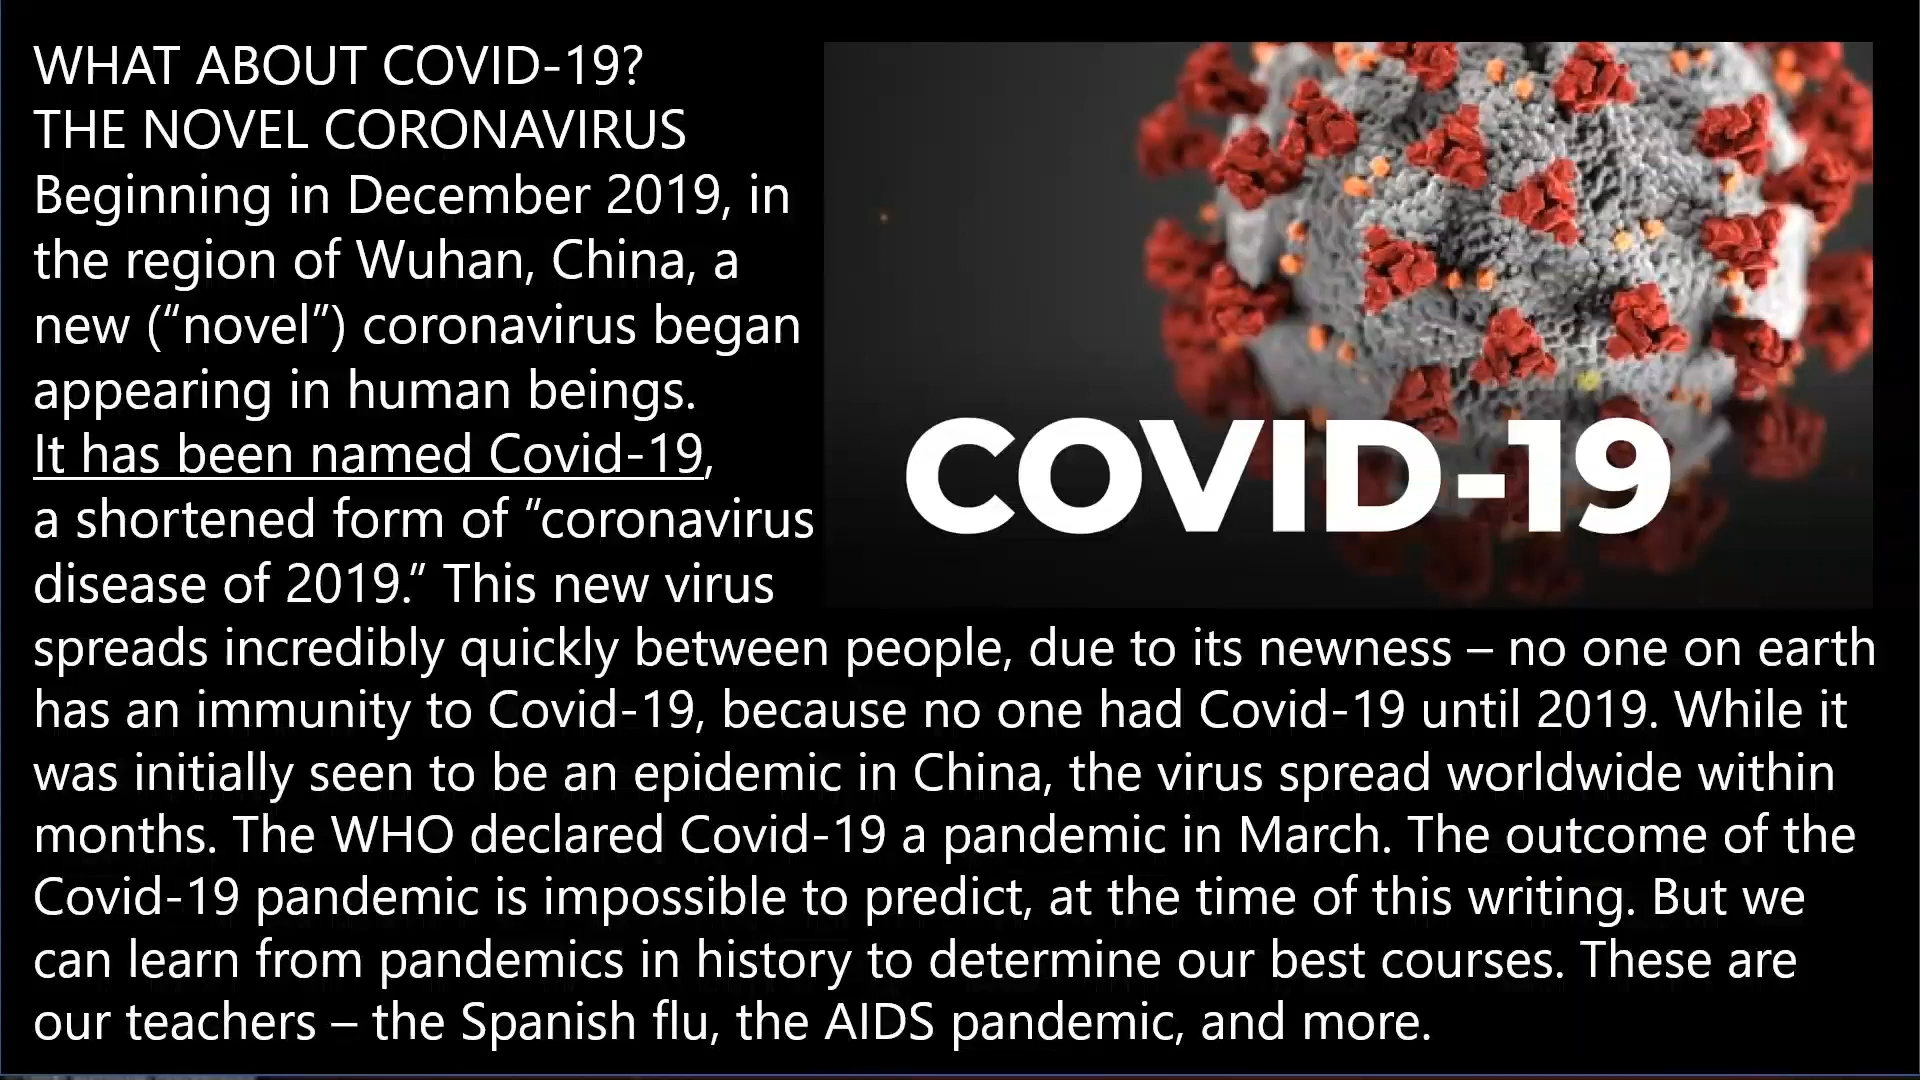 WHAT ABOUT COVID-19?
THE NOVEL CORONAVIRUS
Beginning in December 2019, in
the region of Wuhan, China, a
new (“novel”) coronavirus began
appearing in human beings.
It has been named Covid-19,
a shortened form of “coronavirus
disease of 2019.” This new virus
spreads incredibly quickly between people, due to its newness – no one on earth
has an immunity to Covid-19, because no one had Covid-19 until 2019. While it
was initially seen to be an epidemic in China, the virus spread worldwide within
months. The WHO declared Covid-19 a pandemic in March. The outcome of the
Covid-19 pandemic is impossible to predict, at the time of this writing. But we
can learn from pandemics in history to determine our best courses. These are
our teachers – the Spanish flu, the AIDS pandemic, and more.
COVID-19